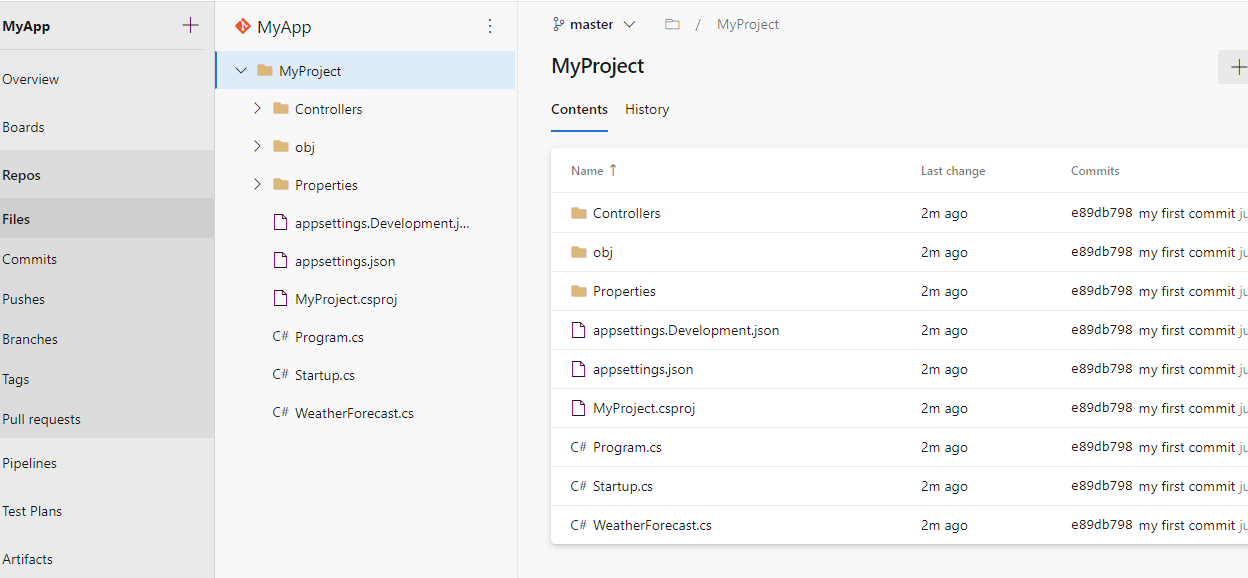 MyApp
Overview
Boards
Repos
Files
Commits
Pushes
Branches
Tags
Pull requests
Pipelines
Test Plans
Artifacts
MyApp
MyProject
Controllers
obj
Properties
appsettings.Development.j...
appsettings.json
MyProject.csproj
C# Program.cs
C# Startup.cs
C# WeatherForecast.cs
master / MyProject
MyProject
Contents History
Name ↑ Last change Commits
Controllers 2m ago e89db798 my first commit ju
obj 2m ago e89db798 my first commit ju
Properties 2m ago e89db798 my first commit ju
appsettings.Development.json 2m ago e89db798 my first commit ju
appsettings.json 2m ago e89db798 my first commit ju
MyProject.csproj 2m ago e89db798 my first commit ju
C# Program.cs 2m ago e89db798 my first commit ju
C# Startup.cs 2m ago e89db798 my first commit ju
C# WeatherForecast.cs 2m ago e89db798 my first commit ju